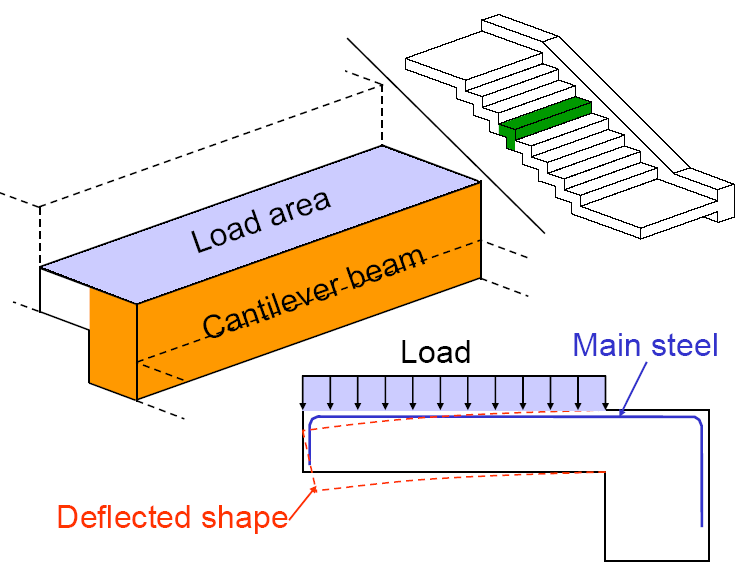 Load area
Cantilever beam
Load
Main steel
Deflected shape